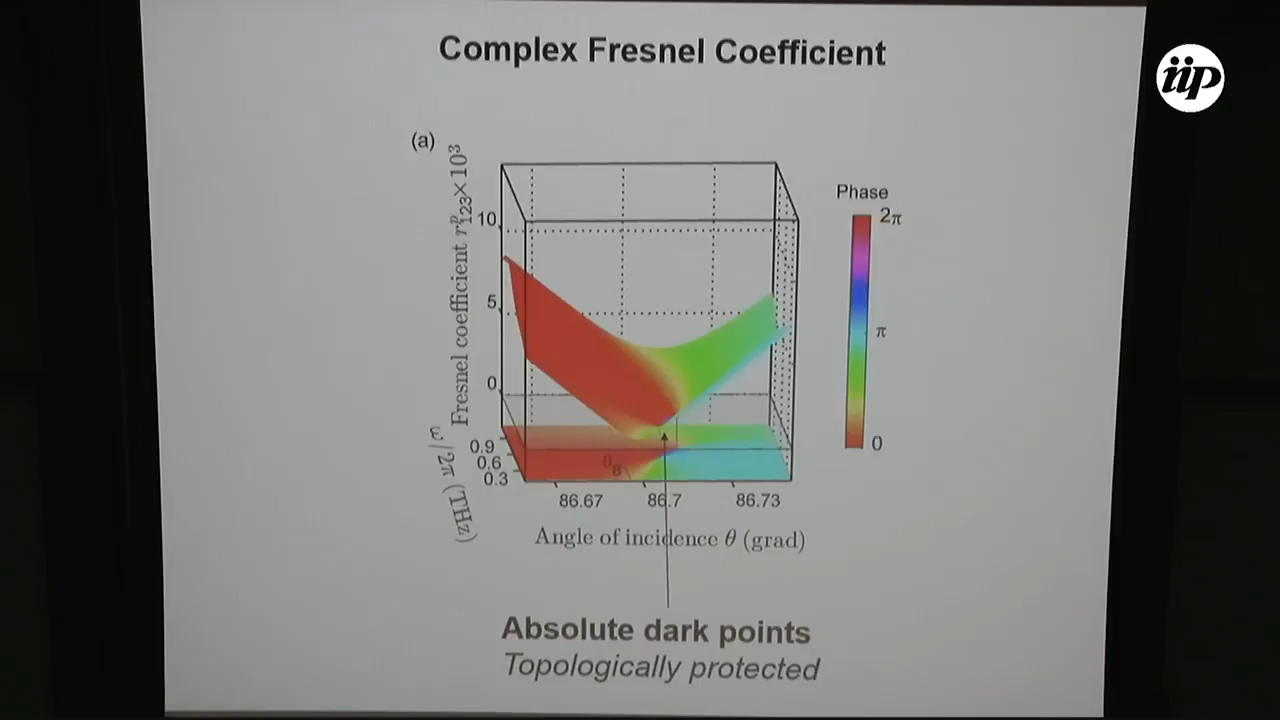 Complex Fresnel Coefficient
iip
(a)
Fresnel coefficient r^p_123×10^3
10
5
0
Phase
2π
π
0
ω/2π (THz)
0.9
0.6
0.3
θ_B
86.67
86.7
86.73
Angle of incidence θ (grad)
Absolute dark points
Topologically protected